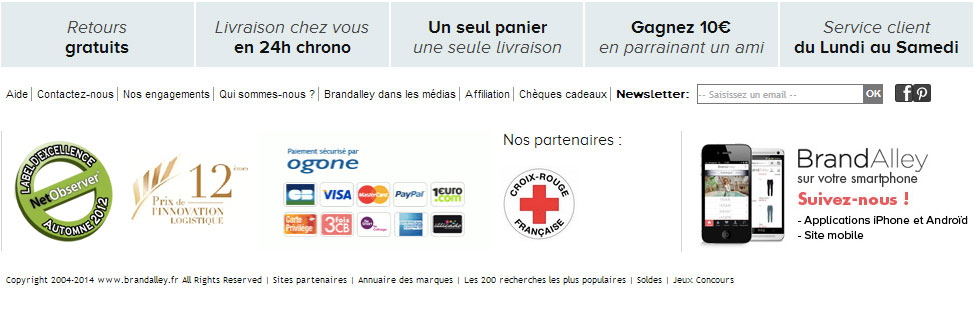 Retours
gratuits
Livraison chez vous
en 24h chrono
Un seul panier
une seule livraison
Gagnez 10€
en parrainant un ami
Service client
du Lundi au Samedi
Aide | Contactez-nous | Nos engagements | Qui sommes-nous ? | Brandalley dans les médias | Affiliation | Chèques cadeaux | Newsletter: -- Saisissez un email -- OK
LABEL D'EXCELLENCE
NetObserver
AUTOMNE 2012
12
Prix de
l'INNOVATION
LOGISTIQUE
Paiement sécurisé par
ogone
CB VISA MasterCard PayPal 1euro.com
Carte Privilège 3fois 3CB
Nos partenaires :
CROIX-ROUGE
FRANÇAISE
BrandAlley
sur votre smartphone
Suivez-nous !
- Applications iPhone et Androïd
- Site mobile
Copyright 2004-2014 www.brandalley.fr All Rights Reserved | Sites partenaires | Annuaire des marques | Les 200 recherches les plus populaires | Soldes | Jeux Concours